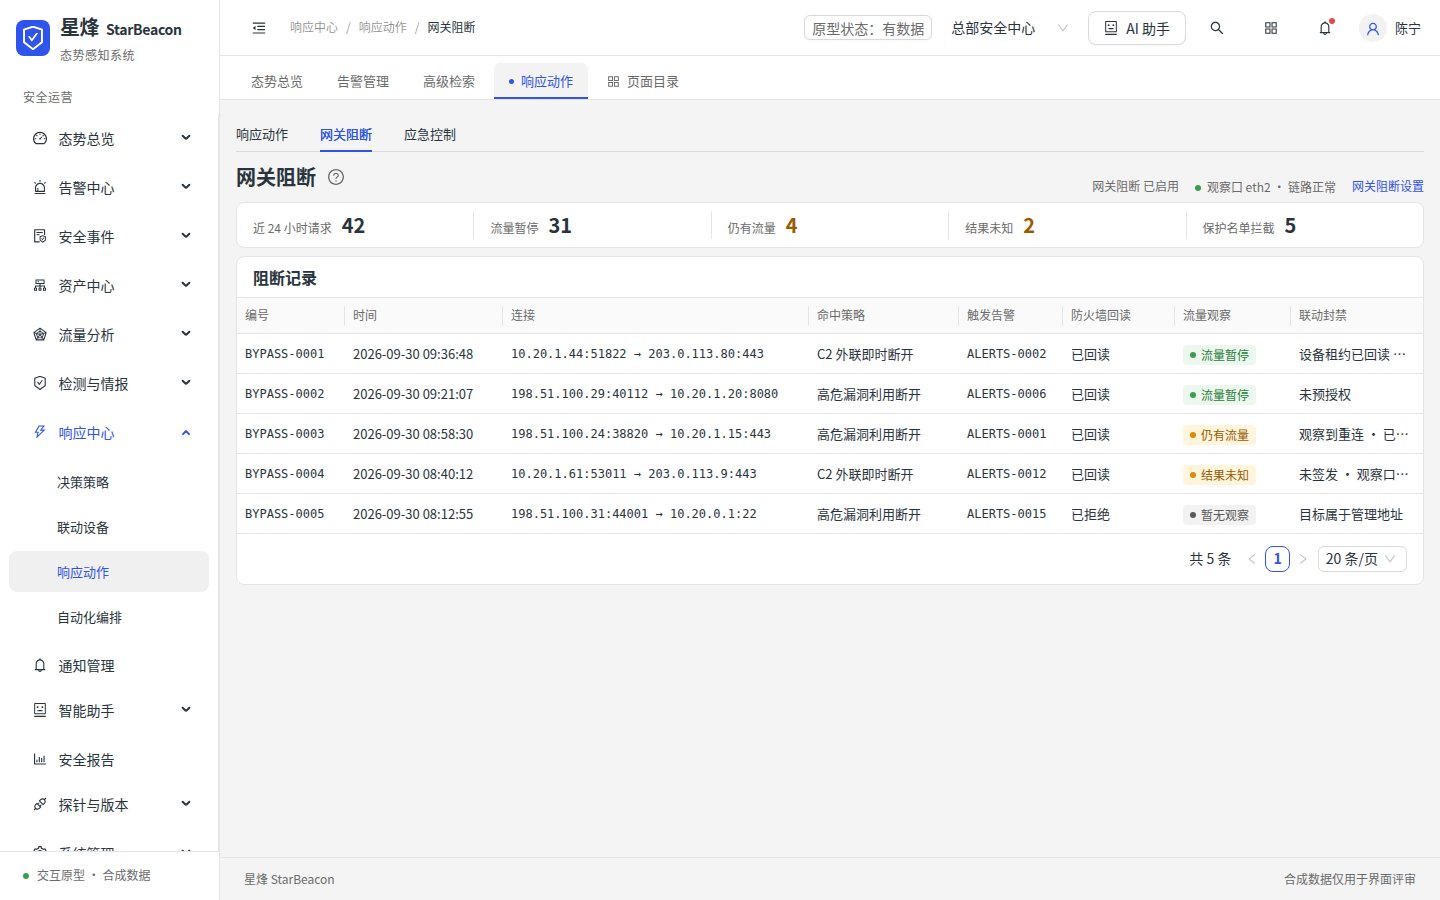 星烽 StarBeacon
态势感知系统
安全运营
态势总览
告警中心
安全事件
资产中心
流量分析
检测与情报
响应中心
决策策略
联动设备
响应动作
自动化编排
通知管理
智能助手
安全报告
探针与版本
系统管理
交互原型 · 合成数据
响应中心 / 响应动作 / 网关阻断
原型状态：有数据
总部安全中心
AI 助手
陈宁
态势总览
告警管理
高级检索
响应动作
页面目录
响应动作
网关阻断
应急控制
网关阻断
网关阻断 已启用
观察口 eth2 · 链路正常
网关阻断设置
近 24 小时请求 42
流量暂停 31
仍有流量 4
结果未知 2
保护名单拦截 5
阻断记录
编号 时间 连接 命中策略 触发告警 防火墙回读 流量观察 联动封禁
BYPASS-0001 2026-09-30 09:36:48 10.20.1.44:51822 → 203.0.113.80:443 C2 外联即时断开 ALERTS-0002 已回读 流量暂停 设备租约已回读 ···
BYPASS-0002 2026-09-30 09:21:07 198.51.100.29:40112 → 10.20.1.20:8080 高危漏洞利用断开 ALERTS-0006 已回读 流量暂停 未预授权
BYPASS-0003 2026-09-30 08:58:30 198.51.100.24:38820 → 10.20.1.15:443 高危漏洞利用断开 ALERTS-0001 已回读 仍有流量 观察到重连 · 已···
BYPASS-0004 2026-09-30 08:40:12 10.20.1.61:53011 → 203.0.113.9:443 C2 外联即时断开 ALERTS-0012 已回读 结果未知 未签发 · 观察口···
BYPASS-0005 2026-09-30 08:12:55 198.51.100.31:44001 → 10.20.0.1:22 高危漏洞利用断开 ALERTS-0015 已拒绝 暂无观察 目标属于管理地址
共 5 条 1 20 条/页
星烽 StarBeacon
合成数据仅用于界面评审